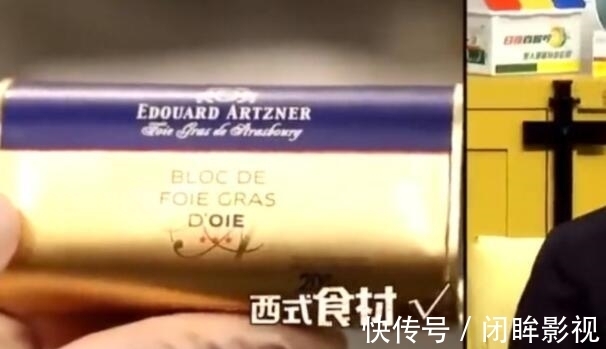 EDOUARD ARTZNER
Foie Gras de Strasbourg
BLOC DE
FOIE GRAS
D'OIE
西式食材✓
快传号/闭眸影视